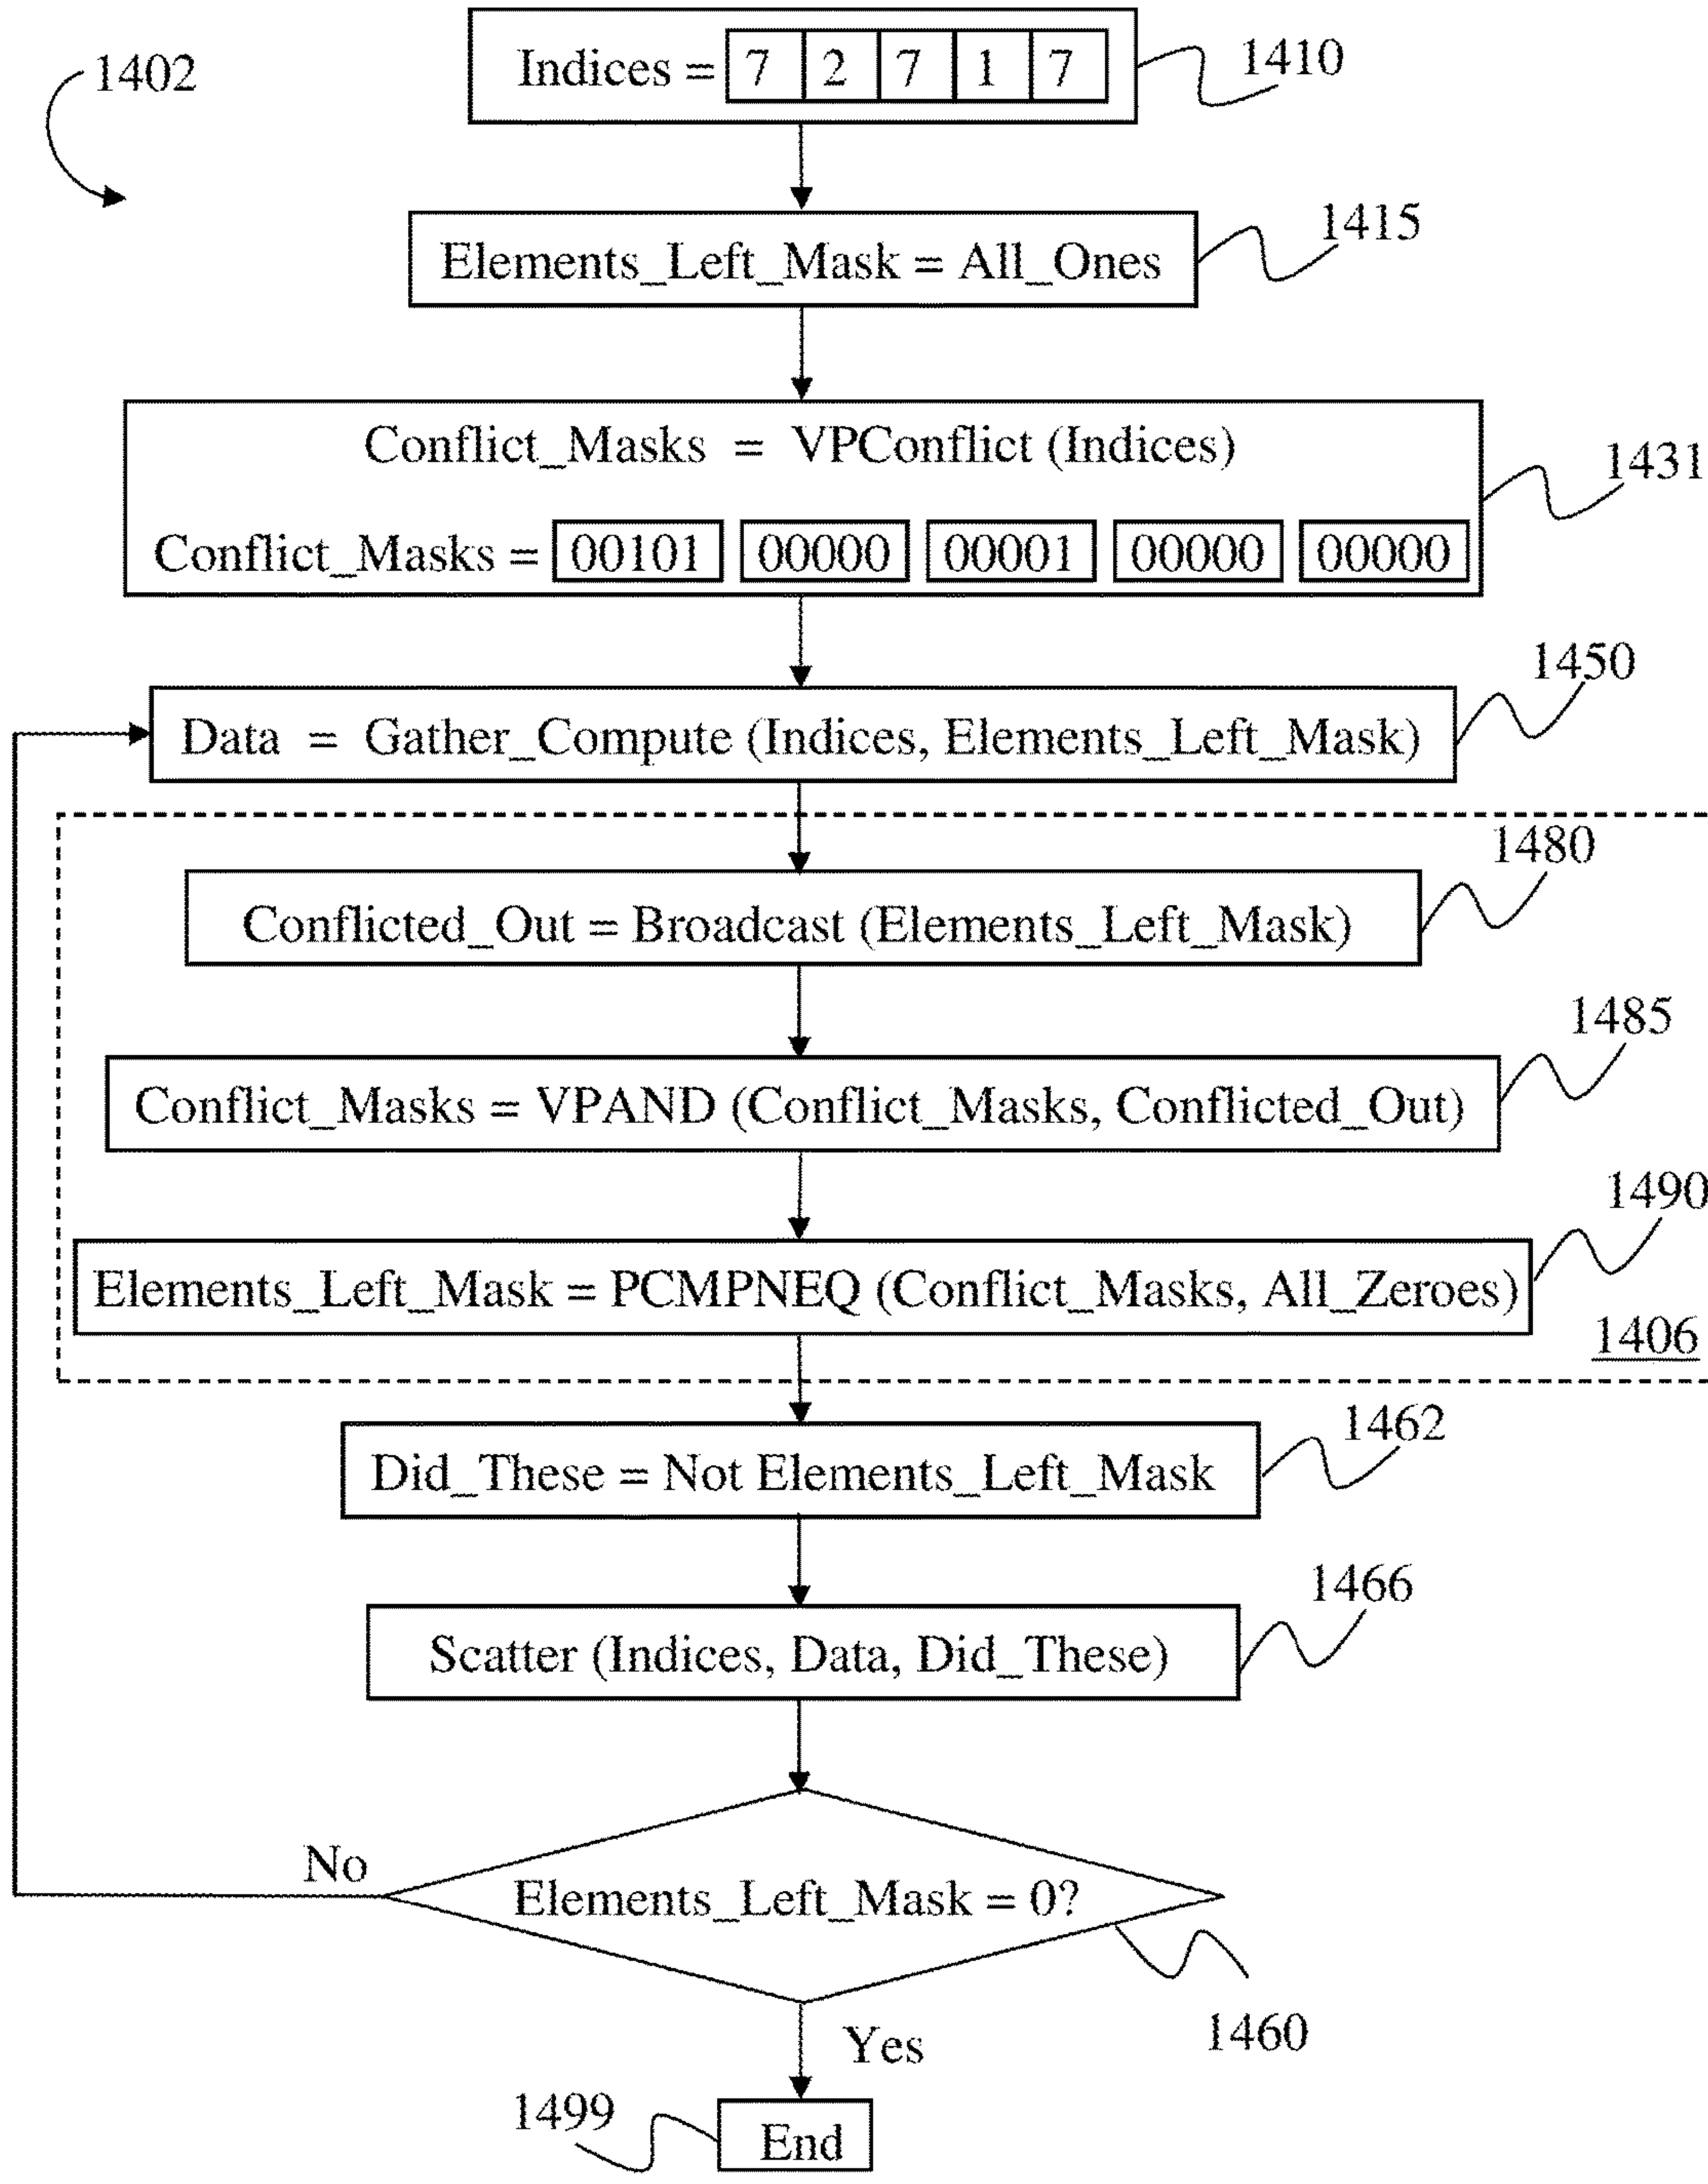 1402
Indices = 7 2 7 1 7
1410
Elements_Left_Mask = All_Ones
1415
Conflict_Masks = VPConflict (Indices)
Conflict_Masks = 00101 00000 00001 00000 00000
1431
1450
Data = Gather_Compute (Indices, Elements_Left_Mask)
1480
Conflicted_Out = Broadcast (Elements_Left_Mask)
1485
Conflict_Masks = VPAND (Conflict_Masks, Conflicted_Out)
1490
Elements_Left_Mask = PCMPNEQ (Conflict_Masks, All_Zeroes)
1406
1462
Did_These = Not Elements_Left_Mask
1466
Scatter (Indices, Data, Did_These)
No
Elements_Left_Mask = 0?
1460
Yes
1499
End